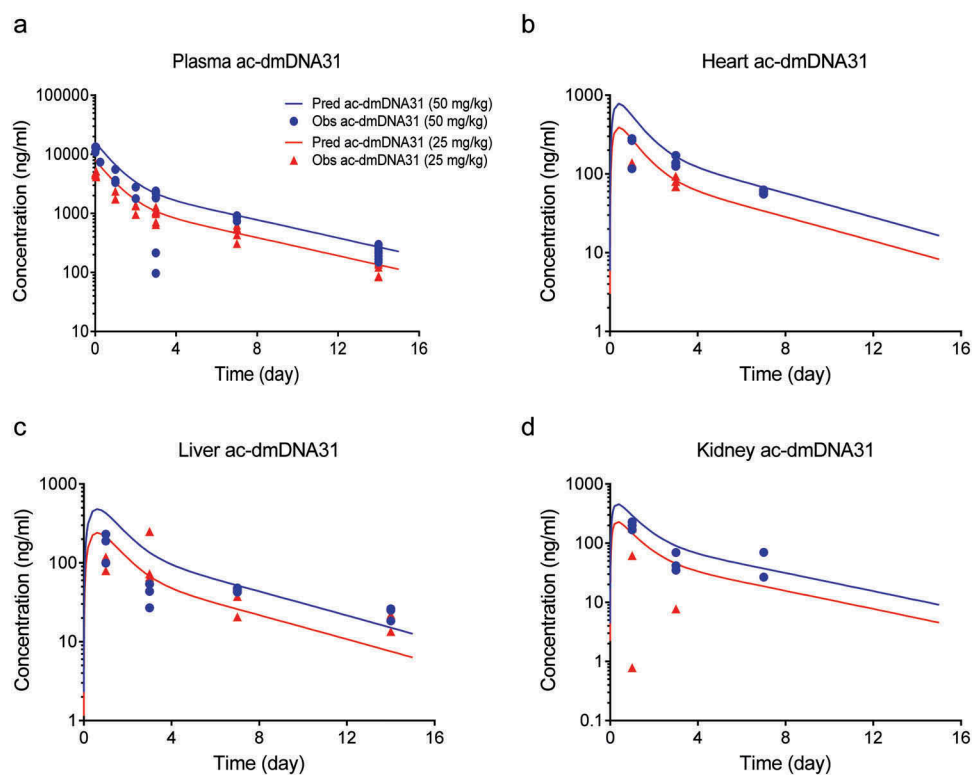 a
Plasma ac-dmDNA31
Concentration (ng/ml)
100000
10000
1000
100
10
0 4 8 12 16
Time (day)
Pred ac-dmDNA31 (50 mg/kg)
Obs ac-dmDNA31 (50 mg/kg)
Pred ac-dmDNA31 (25 mg/kg)
Obs ac-dmDNA31 (25 mg/kg)
b
Heart ac-dmDNA31
Concentration (ng/ml)
1000
100
10
1
0 4 8 12 16
Time (day)
c
Liver ac-dmDNA31
Concentration (ng/ml)
1000
100
10
1
0 4 8 12 16
Time (day)
d
Kidney ac-dmDNA31
Concentration (ng/ml)
1000
100
10
1
0.1
0 4 8 12 16
Time (day)